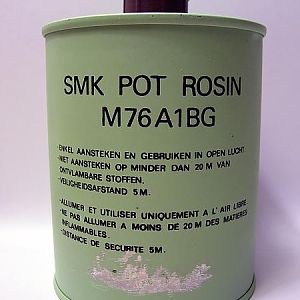 SMK POT ROSIN
M76A1BG
-ENKEL AANSTEKEN EN GEBRUIKEN IN OPEN LUCHT.
-NIET AANSTEKEN OP MINDER DAN 20 M VAN
ONTVLAMBARE STOFFEN.
-VEILIGHEIDSAFSTAND 5 M.
-ALLUMER ET UTILISER UNIQUEMENT A L'AIR LIBRE.
-NE PAS ALLUMER A MOINS DE 20 M DES MATIERES
INFLAMMABLES.
-DISTANCE DE SECURITE 5M.